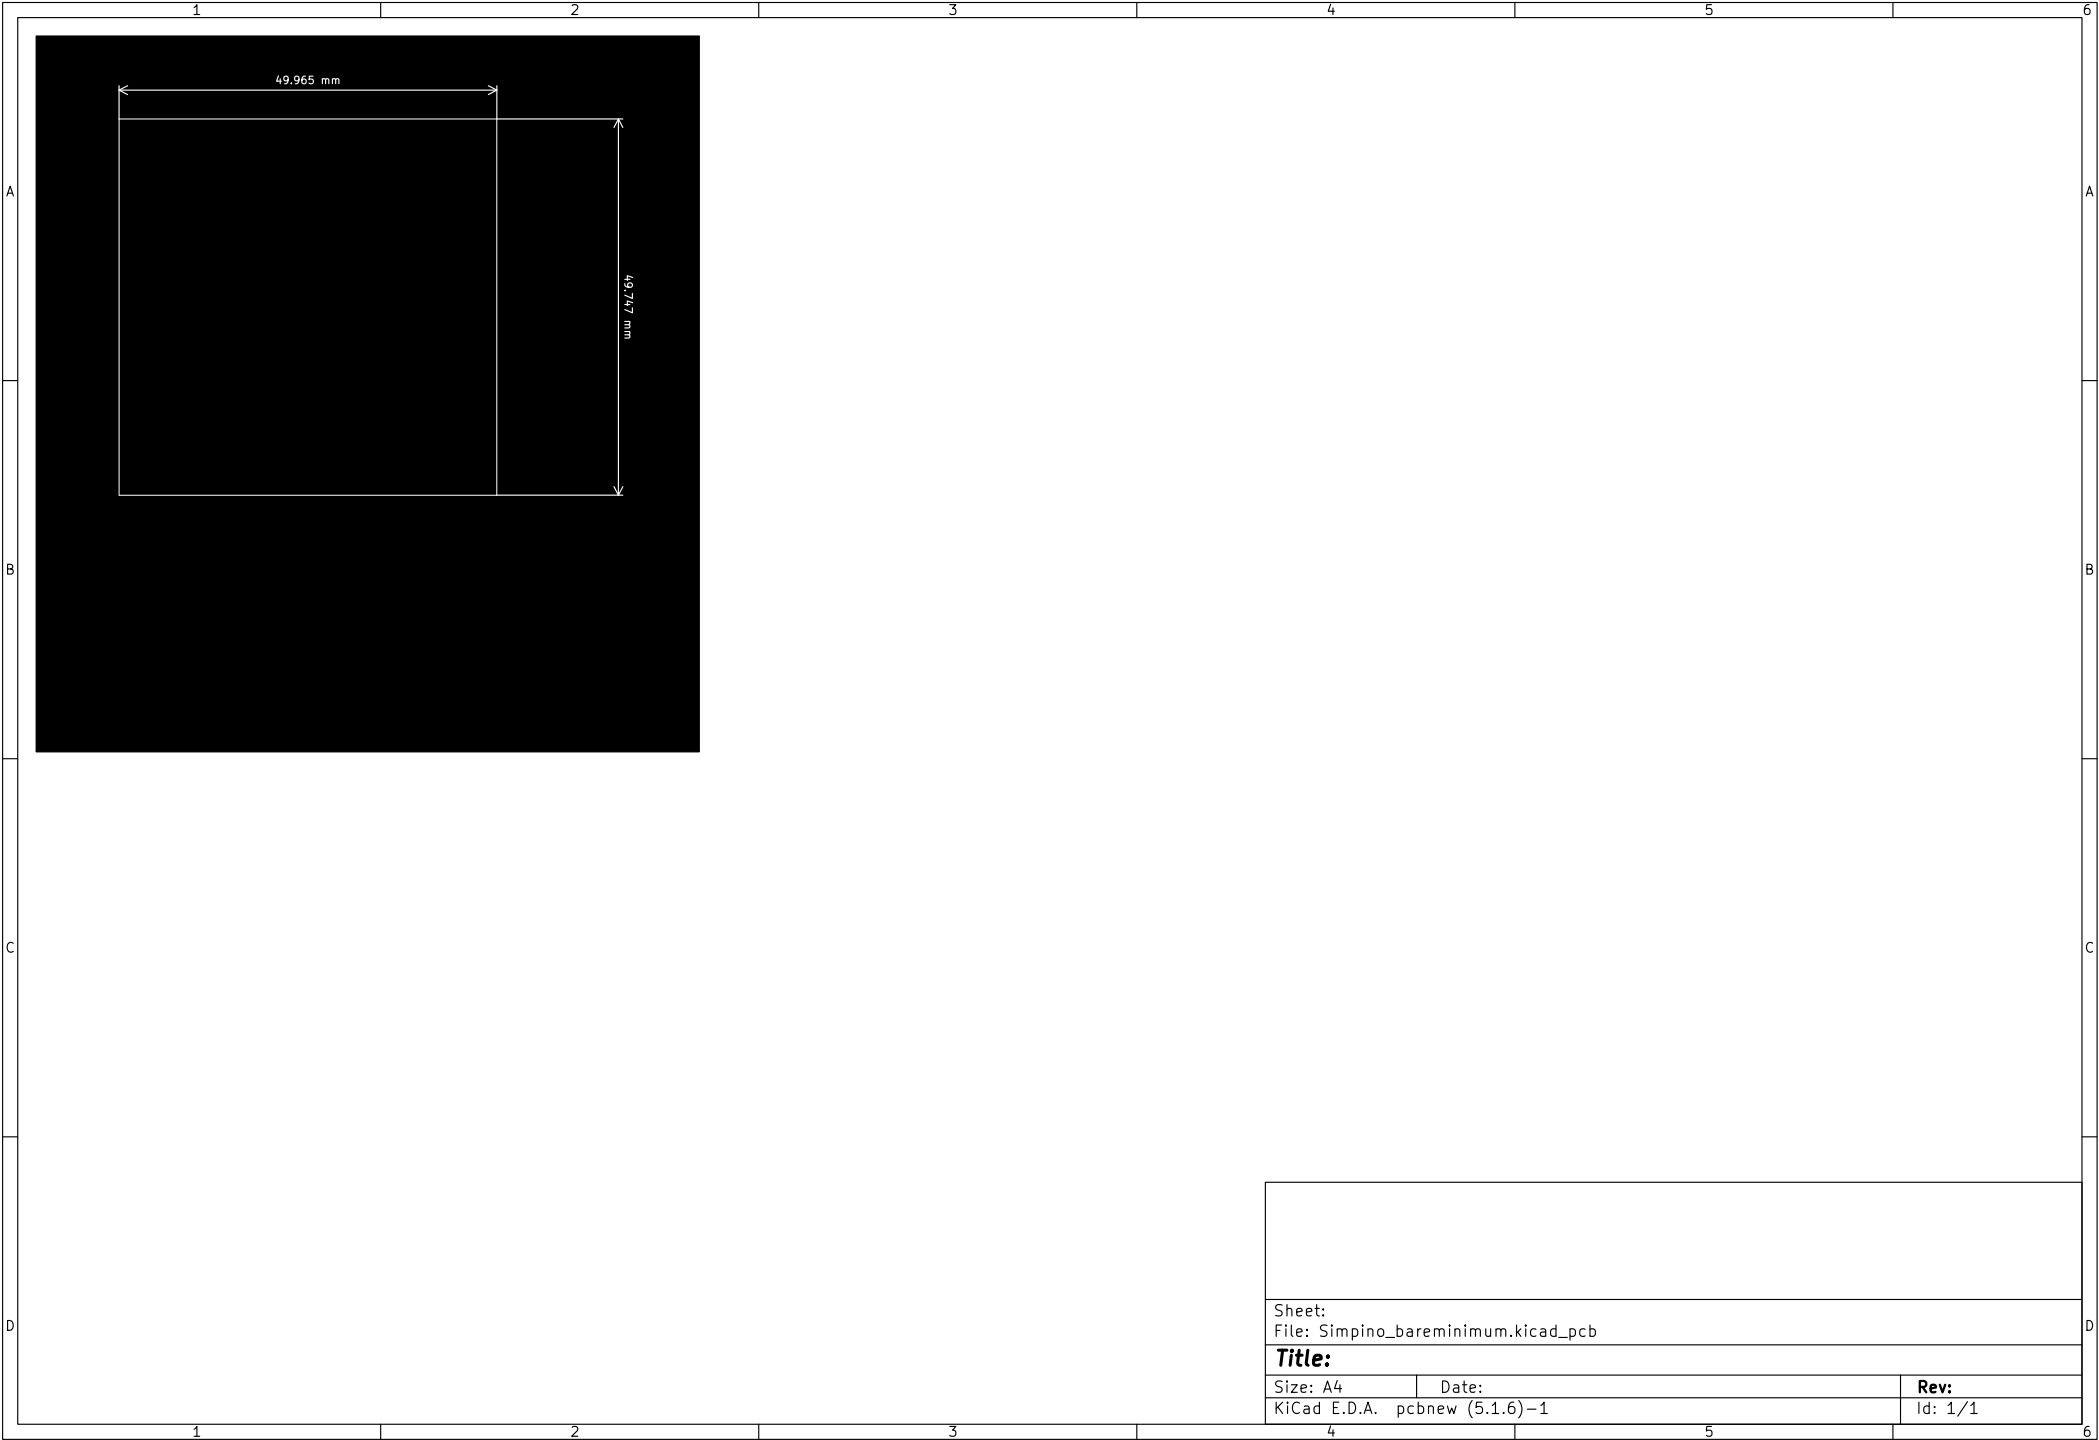 1 2 3 4 5 6
49.965 mm
49.747 mm
A A
B B
C C
D D
Sheet:
File: Simpino_bareminimum.kicad_pcb
Title:
Size: A4 Date: Rev:
KiCad E.D.A. pcbnew (5.1.6)-1 Id: 1/1
1 2 3 4 5 6